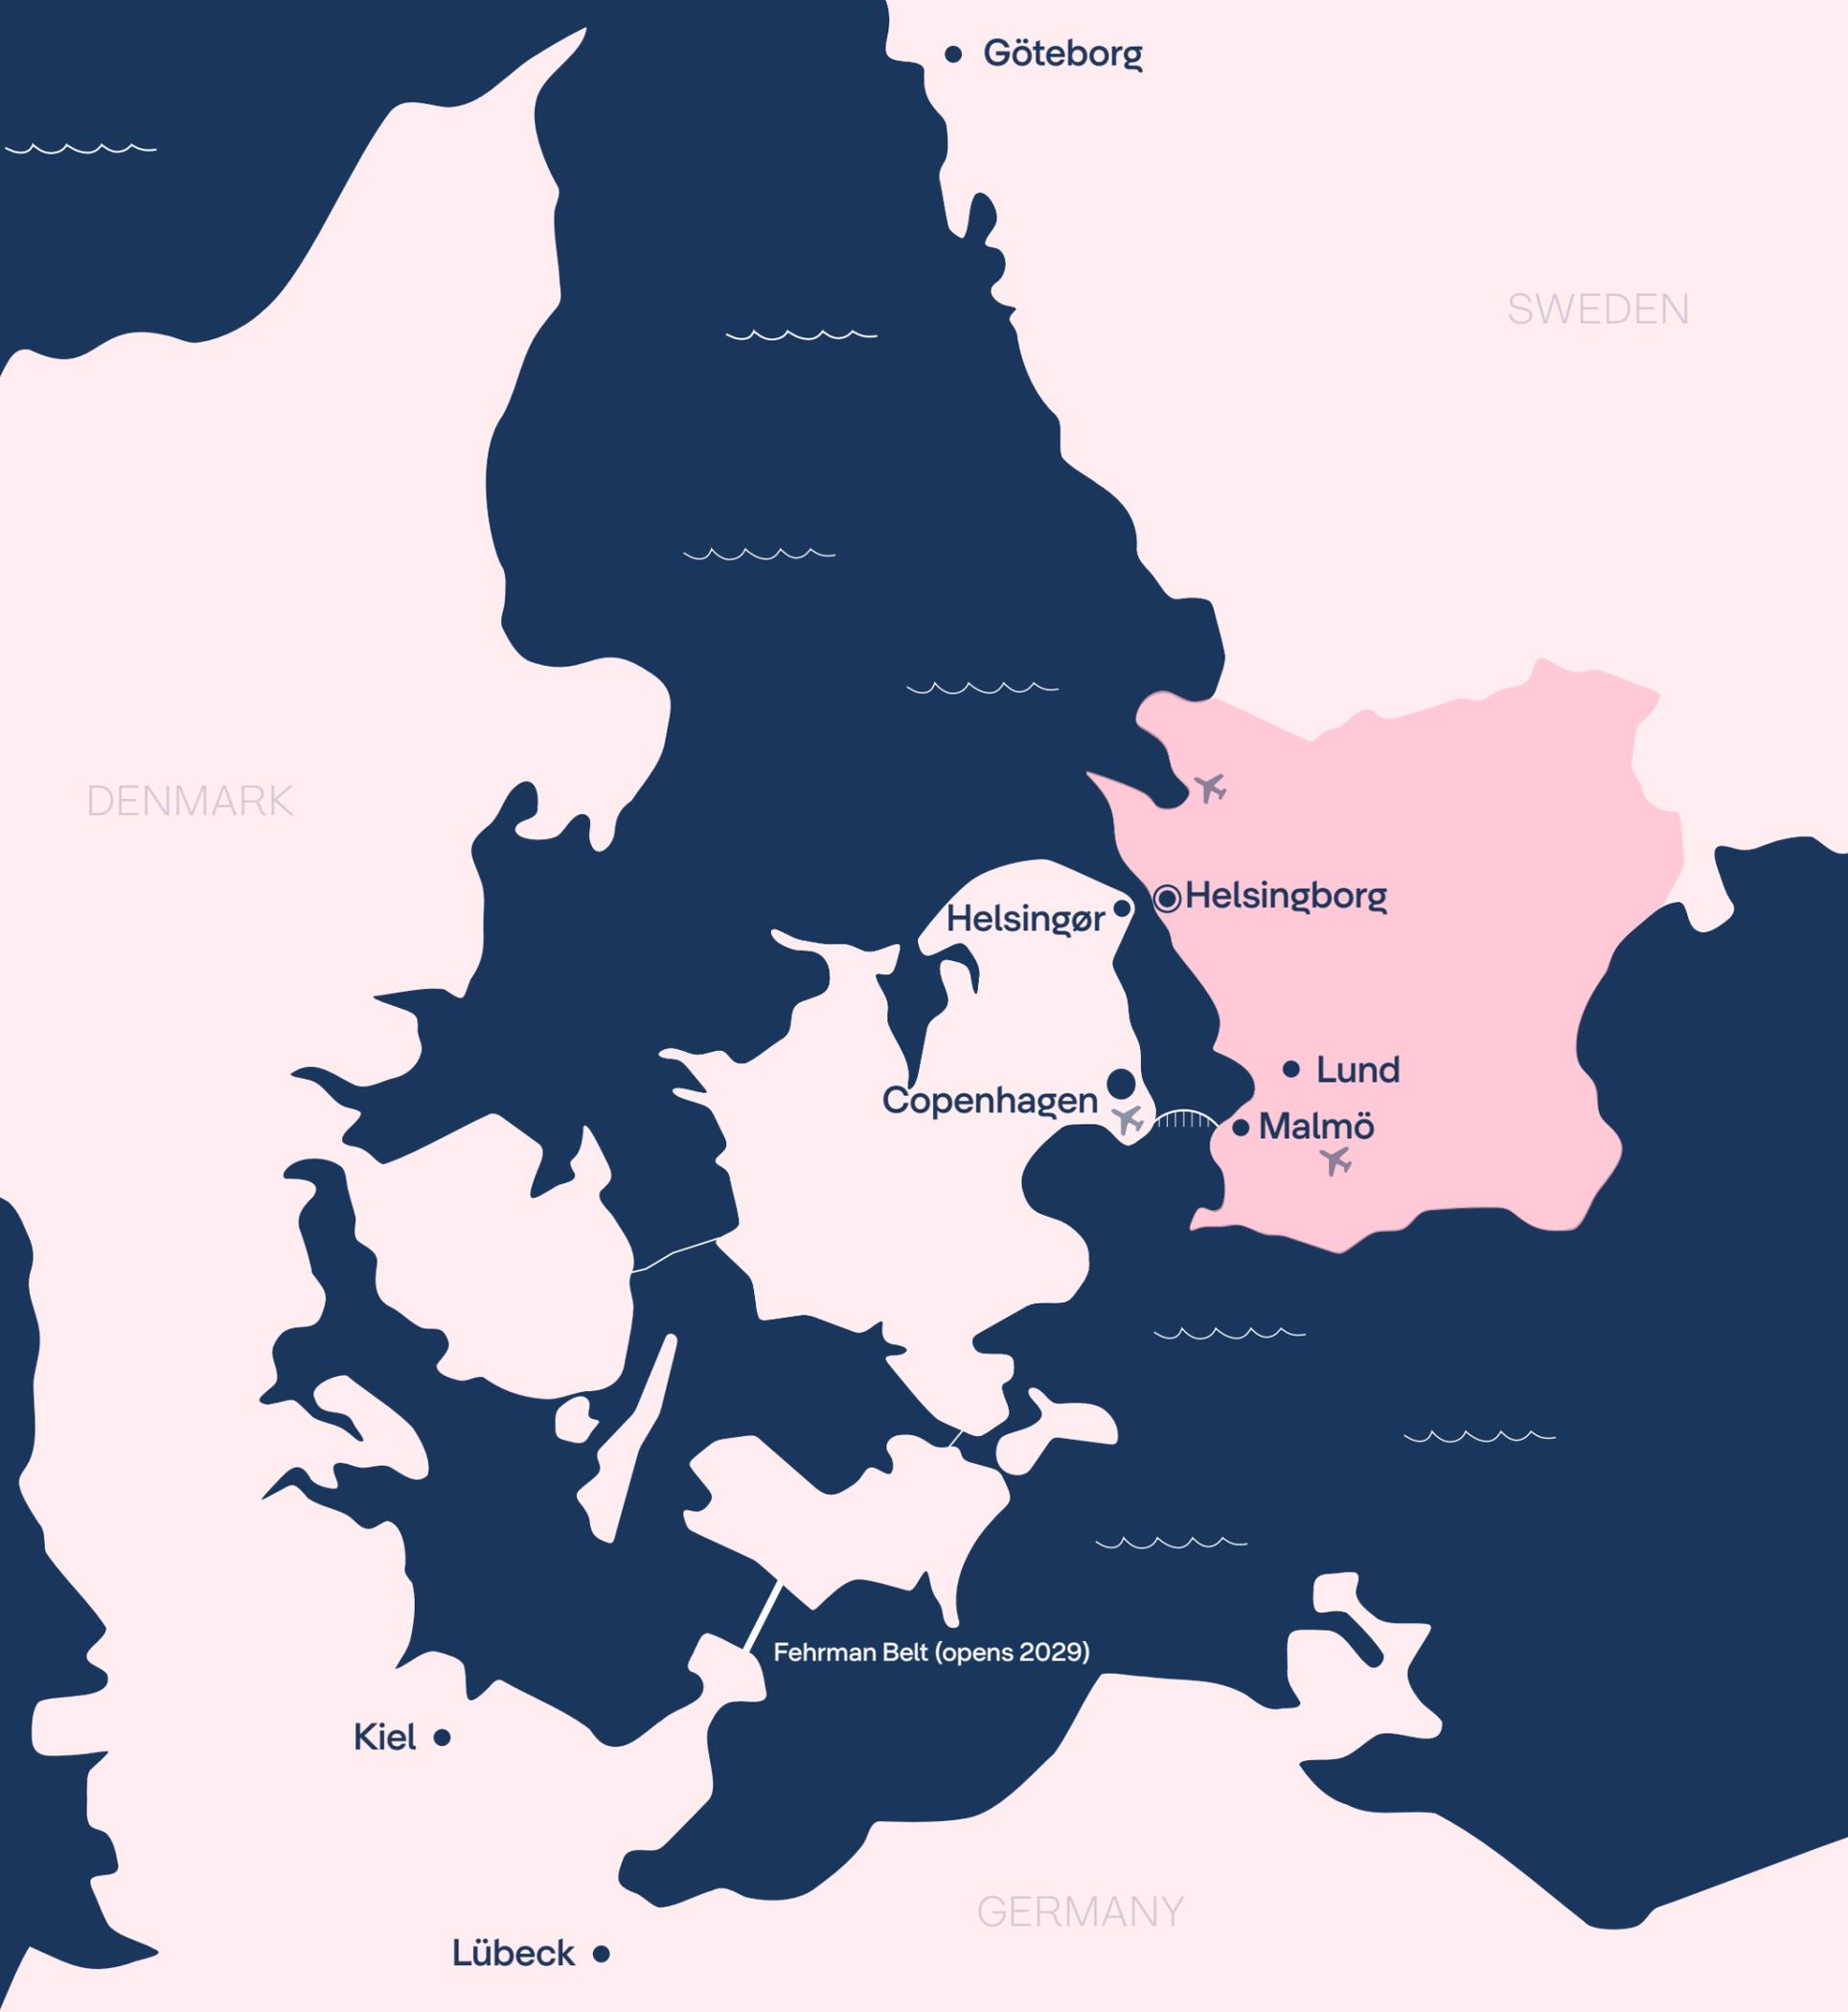 Göteborg
SWEDEN
DENMARK
Helsingborg
Helsingør
Lund
Copenhagen
Malmö
Fehrman Belt (opens 2029)
Kiel
GERMANY
Lübeck